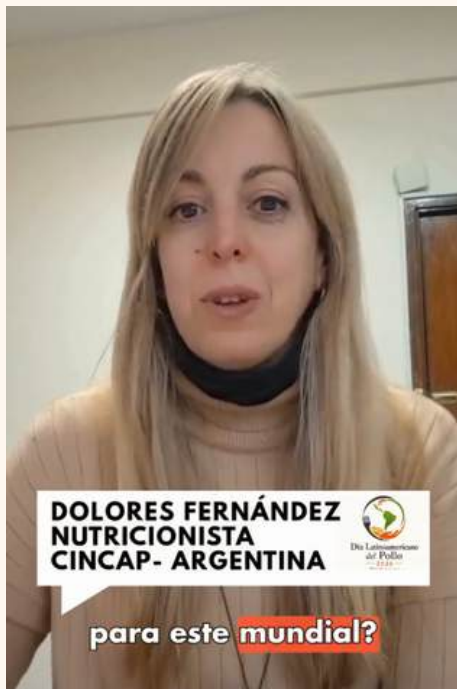 DOLORES FERNÁNDEZ
NUTRICIONISTA
CINCAP- ARGENTINA
Día Latinoamericano
del Pollo
para este mundial?